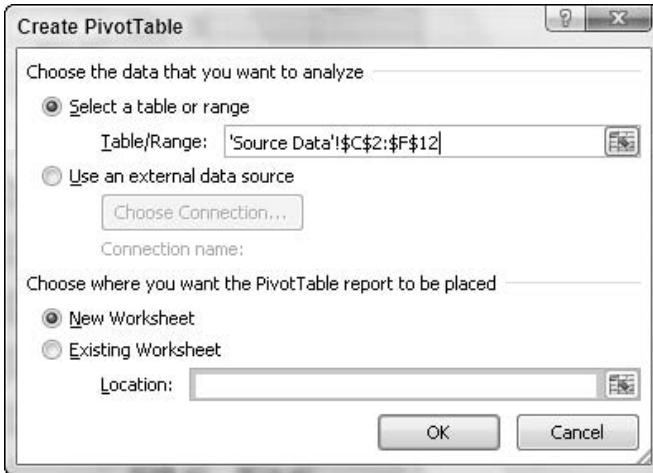 Create PivotTable
Choose the data that you want to analyze
Select a table or range
Table/Range: 'Source Data'!$C$2:$F$12
Use an external data source
Choose Connection...
Connection name:
Choose where you want the PivotTable report to be placed
New Worksheet
Existing Worksheet
Location:
OK Cancel